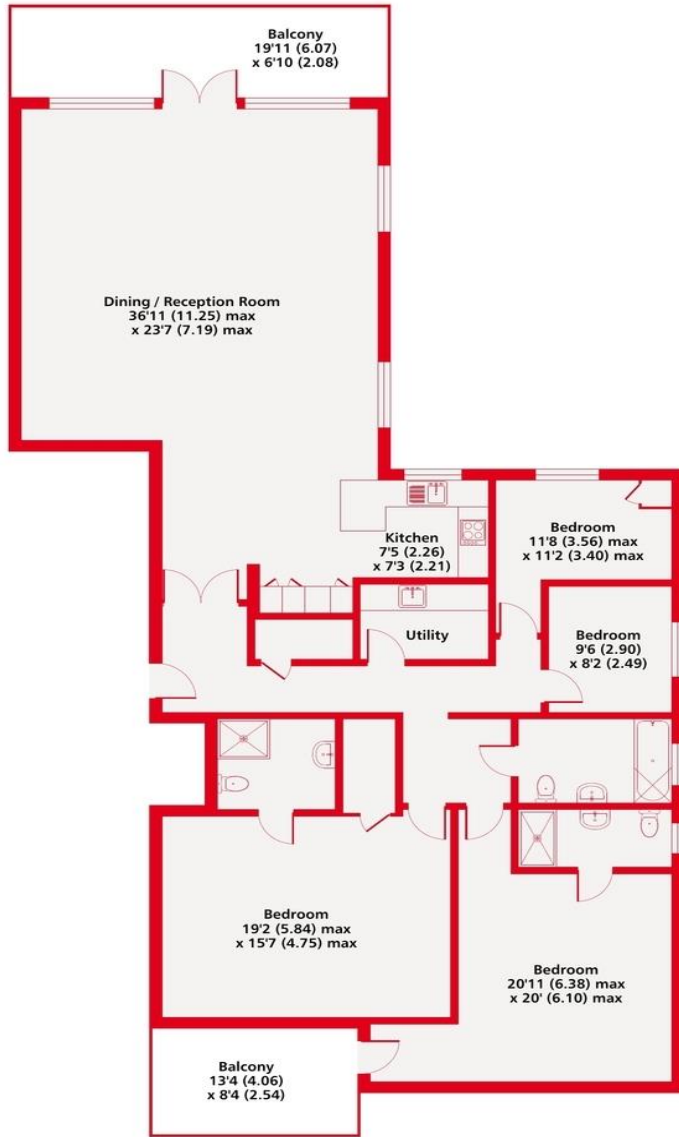 Balcony
19'11 (6.07)
x 6'10 (2.08)
Dining / Reception Room
36'11 (11.25) max
x 23'7 (7.19) max
Kitchen
7'5 (2.26)
x 7'3 (2.21)
Bedroom
11'8 (3.56) max
x 11'2 (3.40) max
Utility
Bedroom
9'6 (2.90)
x 8'2 (2.49)
Bedroom
19'2 (5.84) max
x 15'7 (4.75) max
Bedroom
20'11 (6.38) max
x 20' (6.10) max
Balcony
13'4 (4.06)
x 8'4 (2.54)